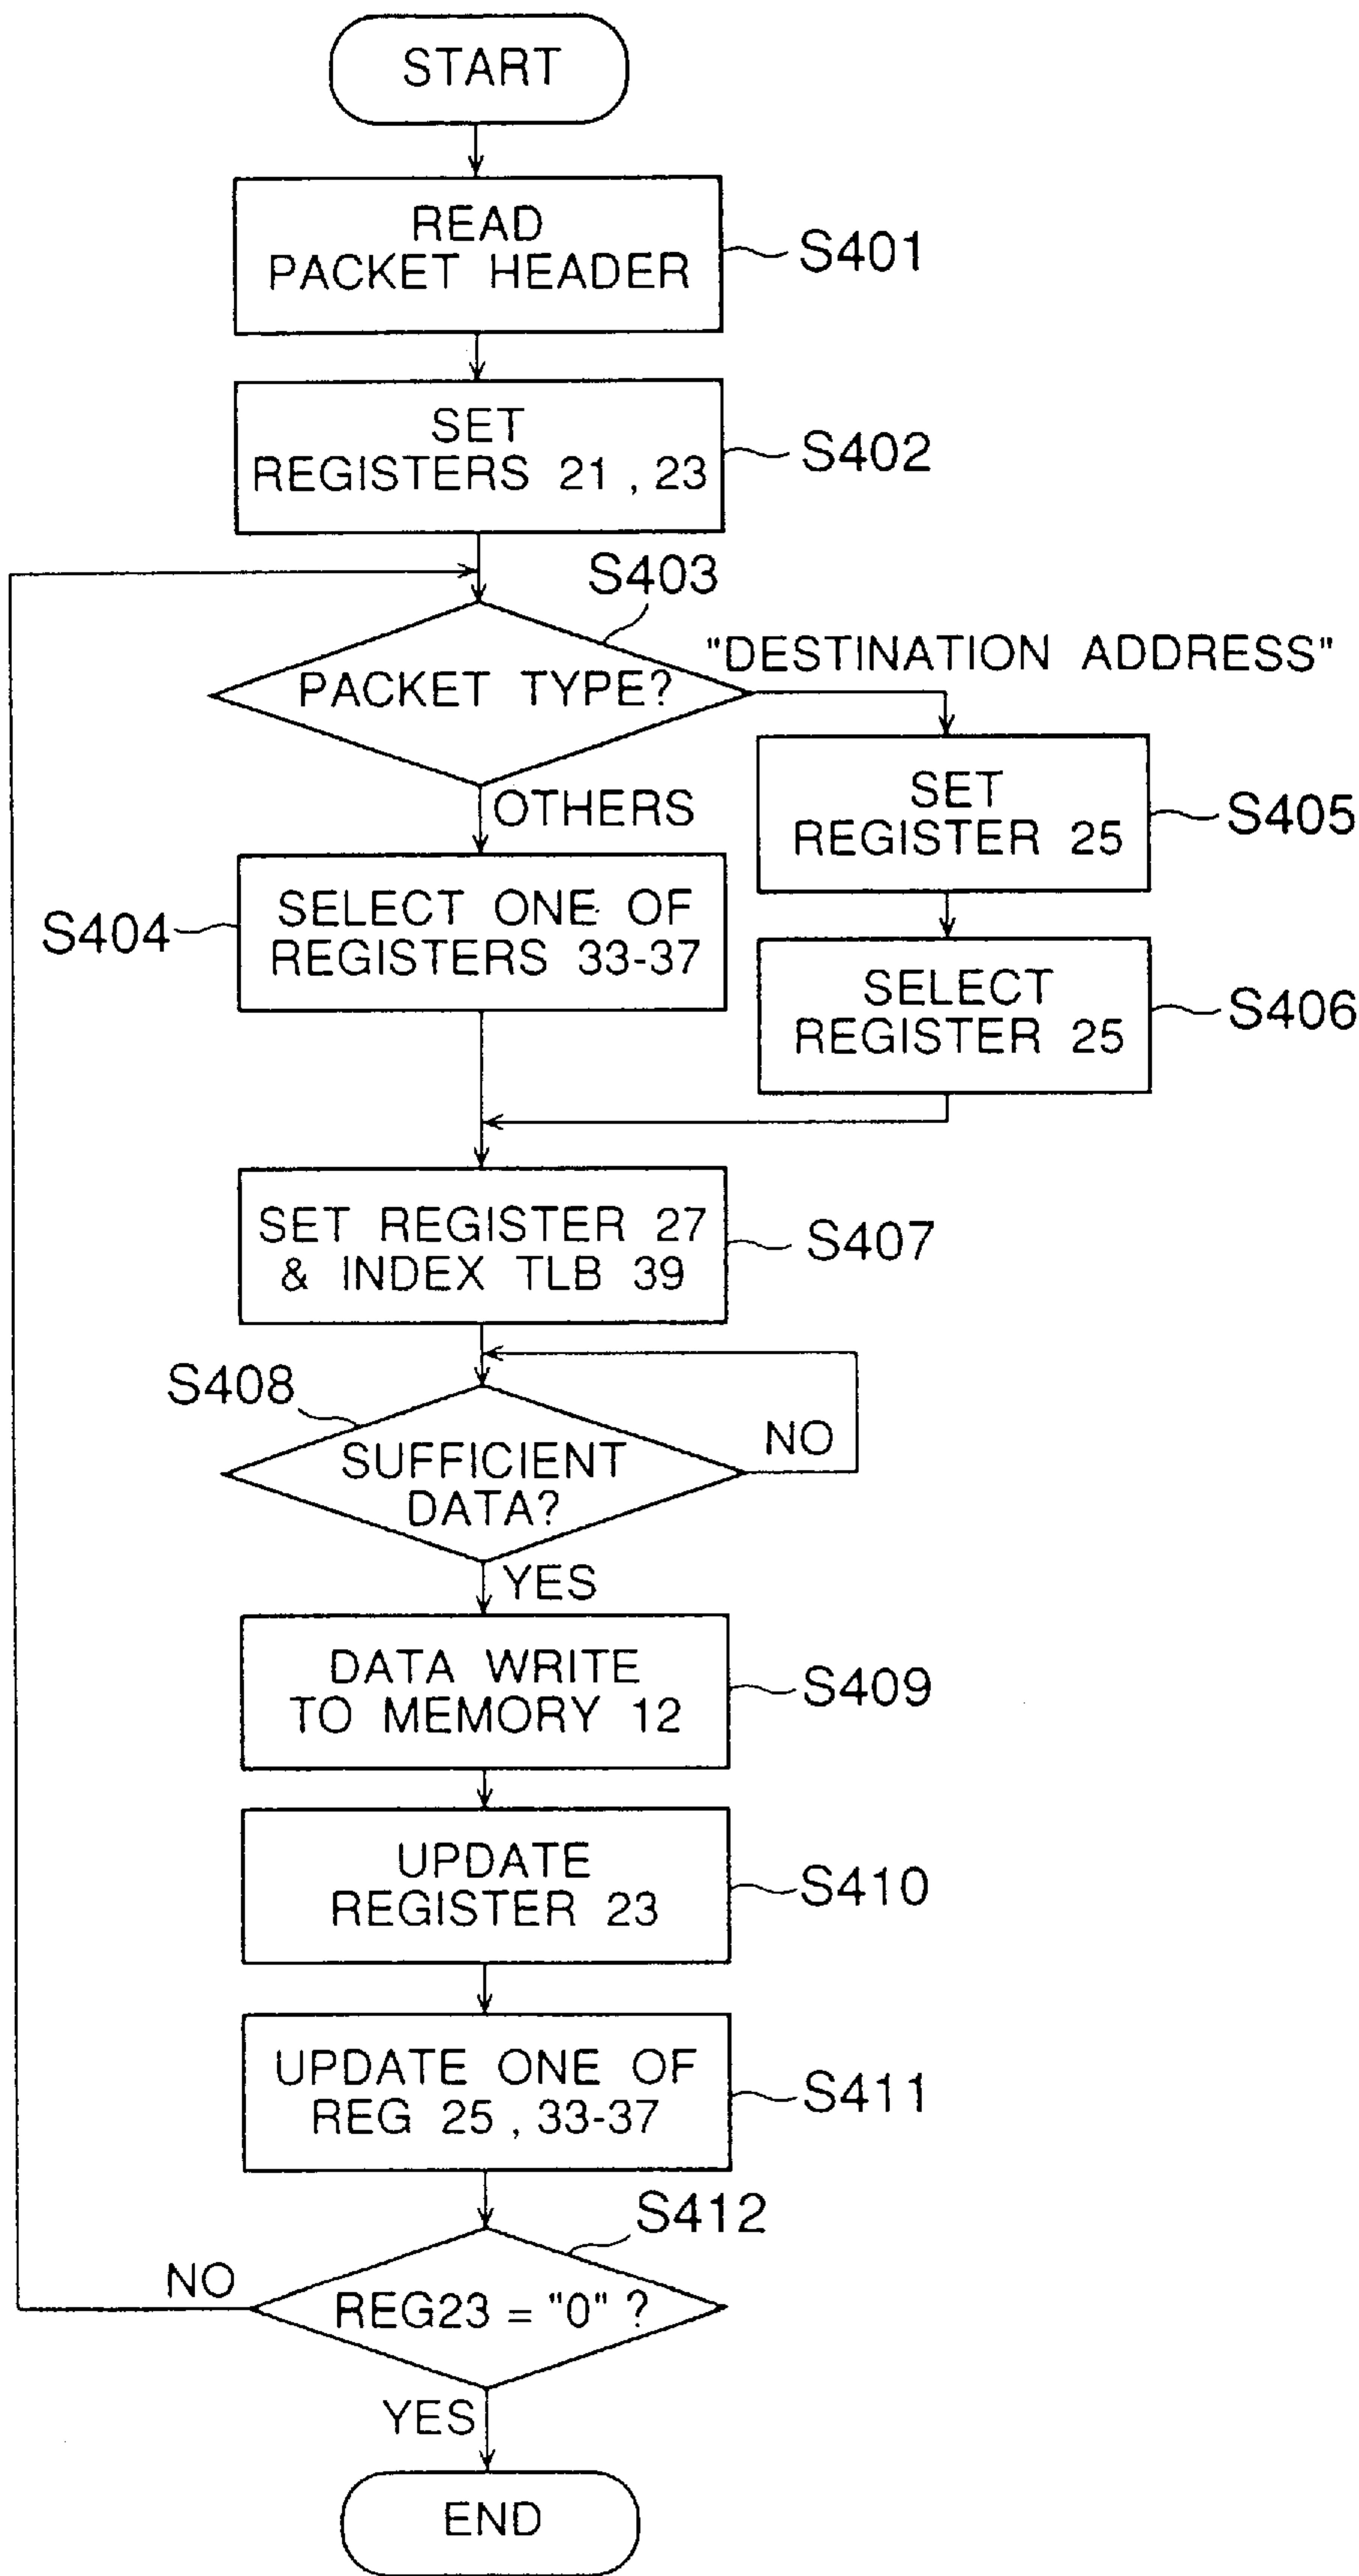 START
READ
PACKET HEADER
S401
SET
REGISTERS 21 , 23
S402
S403
PACKET TYPE?
"DESTINATION ADDRESS"
OTHERS
SET
REGISTER 25
S405
S404
SELECT ONE OF
REGISTERS 33-37
SELECT
REGISTER 25
S406
SET REGISTER 27
& INDEX TLB 39
S407
S408
SUFFICIENT
DATA?
NO
YES
DATA WRITE
TO MEMORY 12
S409
UPDATE
REGISTER 23
S410
UPDATE ONE OF
REG 25 , 33-37
S411
S412
NO
REG23 = "0" ?
YES
END